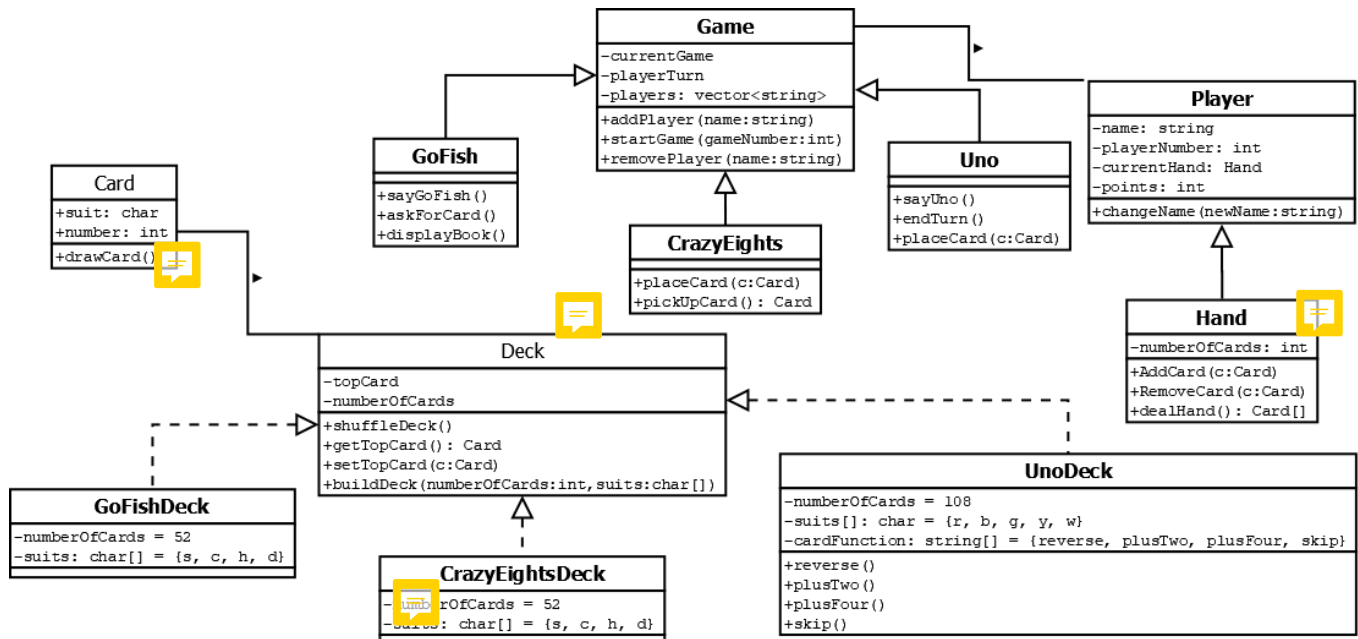 Game
-currentGame
-playerTurn
-players: vector<string>
+addPlayer(name:string)
+startGame(gameNumber:int)
+removePlayer(name:string)
Player
-name: string
-playerNumber: int
-currentHand: Hand
-points: int
+changeName(newName:string)
GoFish
+sayGoFish()
+askForCard()
+displayBook()
Uno
+sayUno()
+endTurn()
+placeCard(c:Card)
Card
+suit: char
+number: int
+drawCard()
CrazyEights
+placeCard(c:Card)
+pickUpCard(): Card
Hand
-numberOfCards: int
+AddCard(c:Card)
+RemoveCard(c:Card)
+dealHand(): Card[]
Deck
-topCard
-numberOfCards
+shuffleDeck()
+getTopCard(): Card
+setTopCard(c:Card)
+buildDeck(numberOfCards:int,suits:char[])
GoFishDeck
-numberOfCards = 52
-suits: char[] = {s, c, h, d}
CrazyEightsDeck
-numberOfCards = 52
-suits: char[] = {s, c, h, d}
UnoDeck
-numberOfCards = 108
-suits[]: char = {r, b, g, y, w}
-cardFunction: string[] = {reverse, plusTwo, plusFour, skip}
+reverse()
+plusTwo()
+plusFour()
+skip()